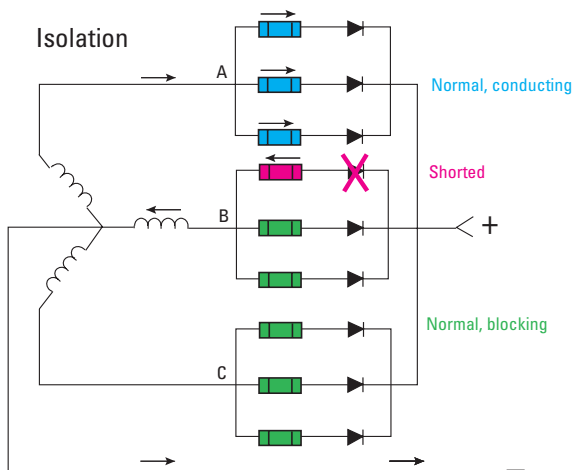 Isolation
A
Normal, conducting
Shorted
B
+
Normal, blocking
C